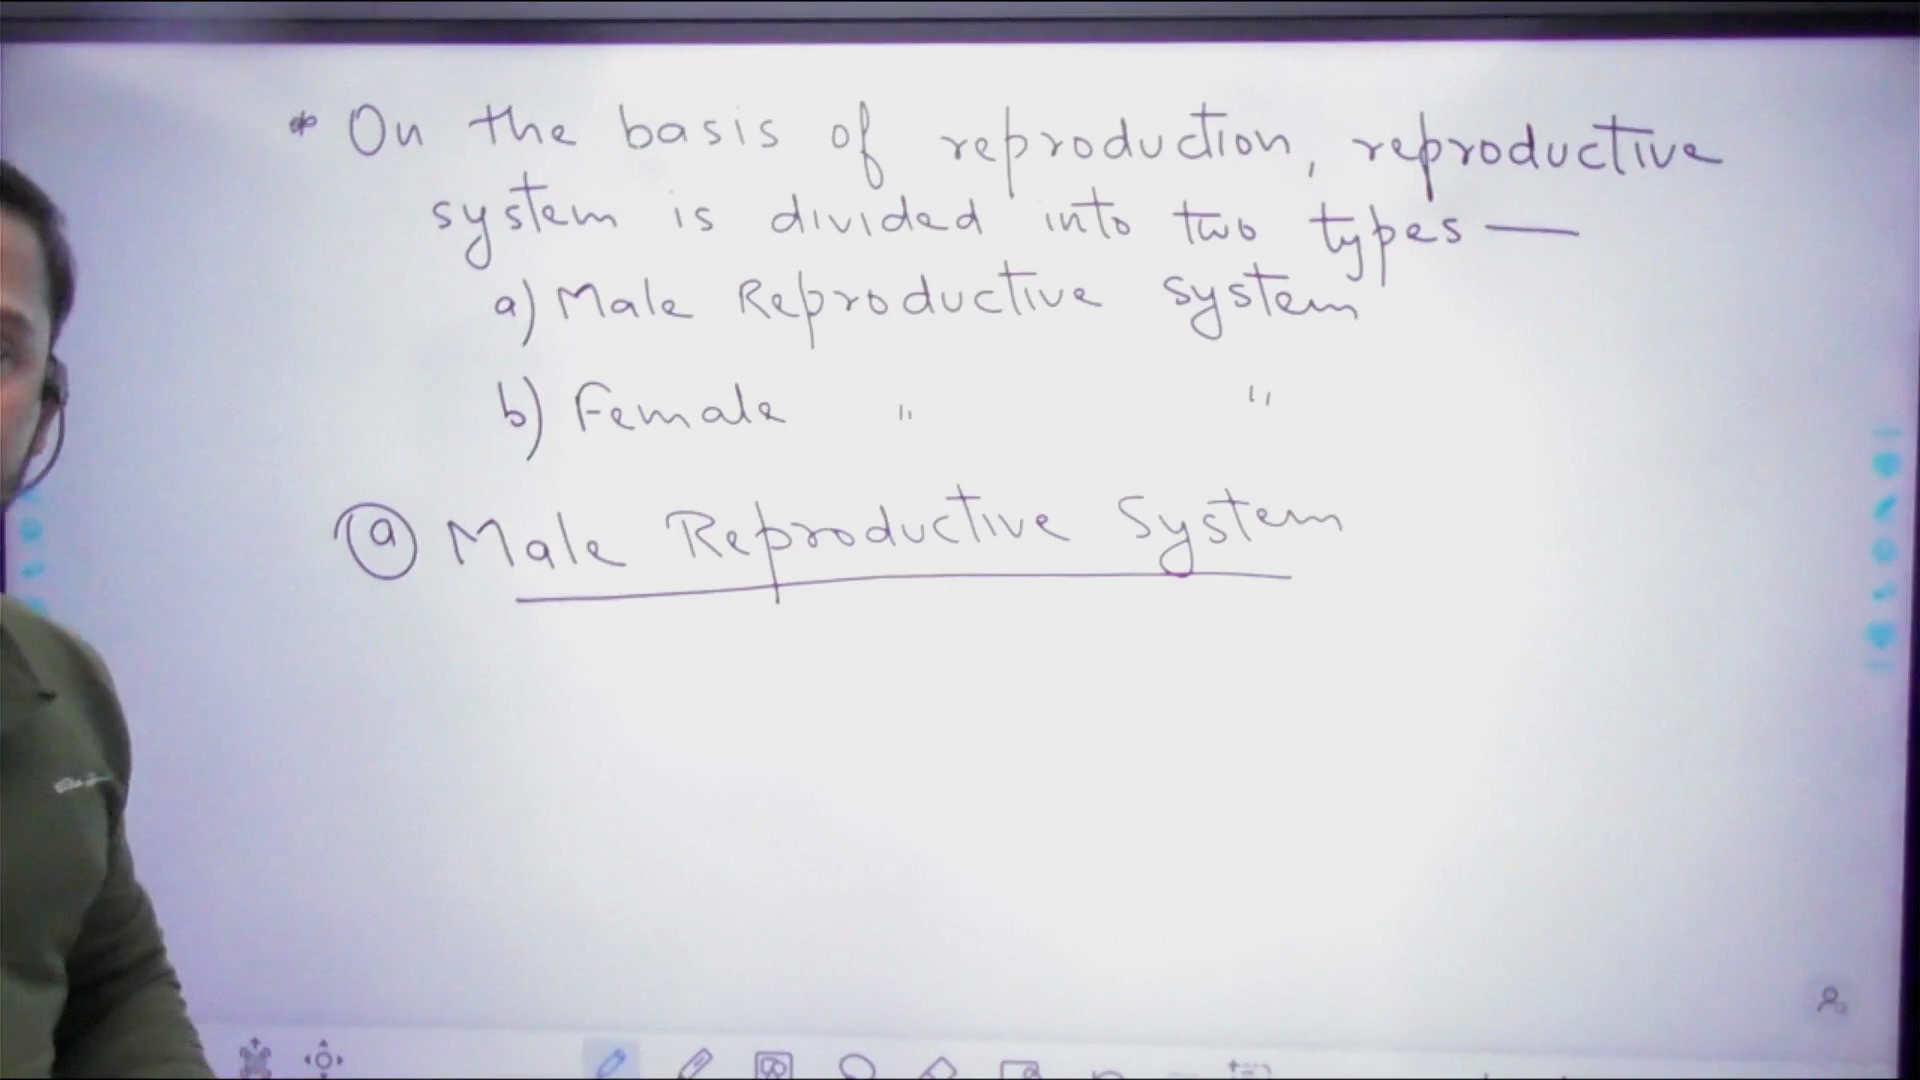 * On the basis of reproduction, reproductive
system is divided into two types —
a) Male Reproductive system
b) Female " "
ⓐ Male Reproductive System